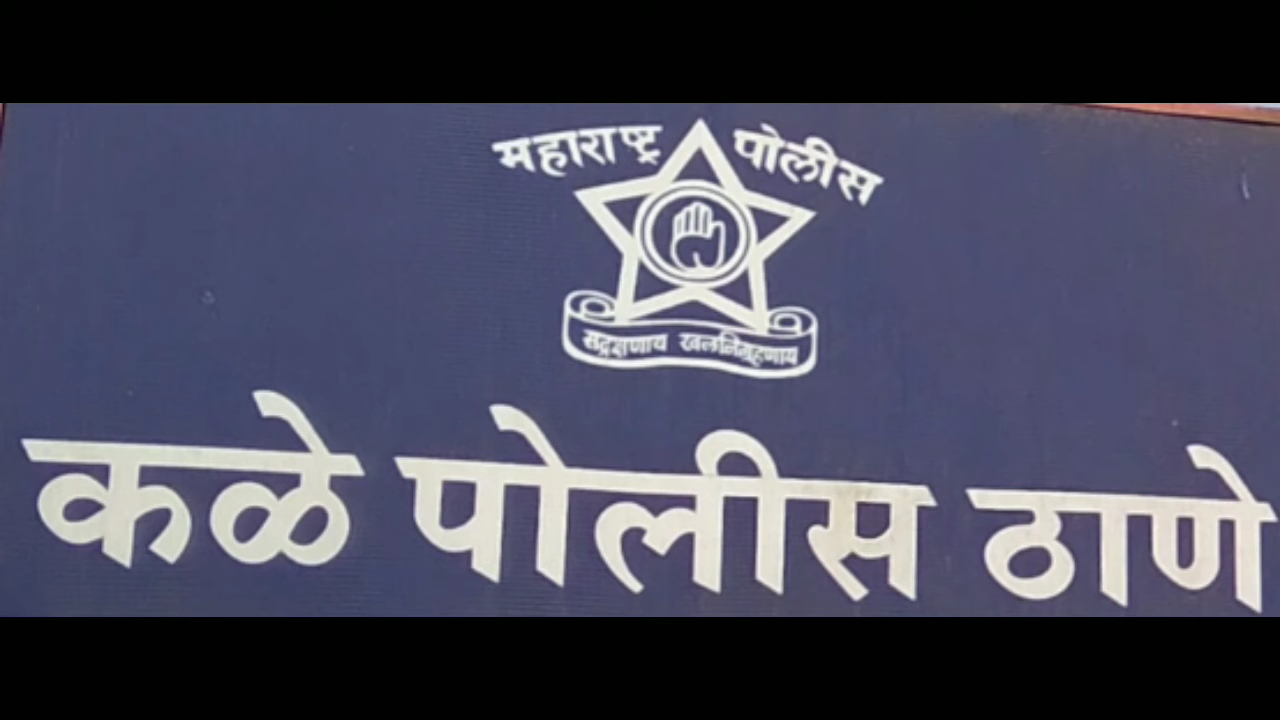 महाराष्ट्र पोलीस
सद्रक्षणाय खलनिग्रहणाय
कळे पोलीस ठाणे